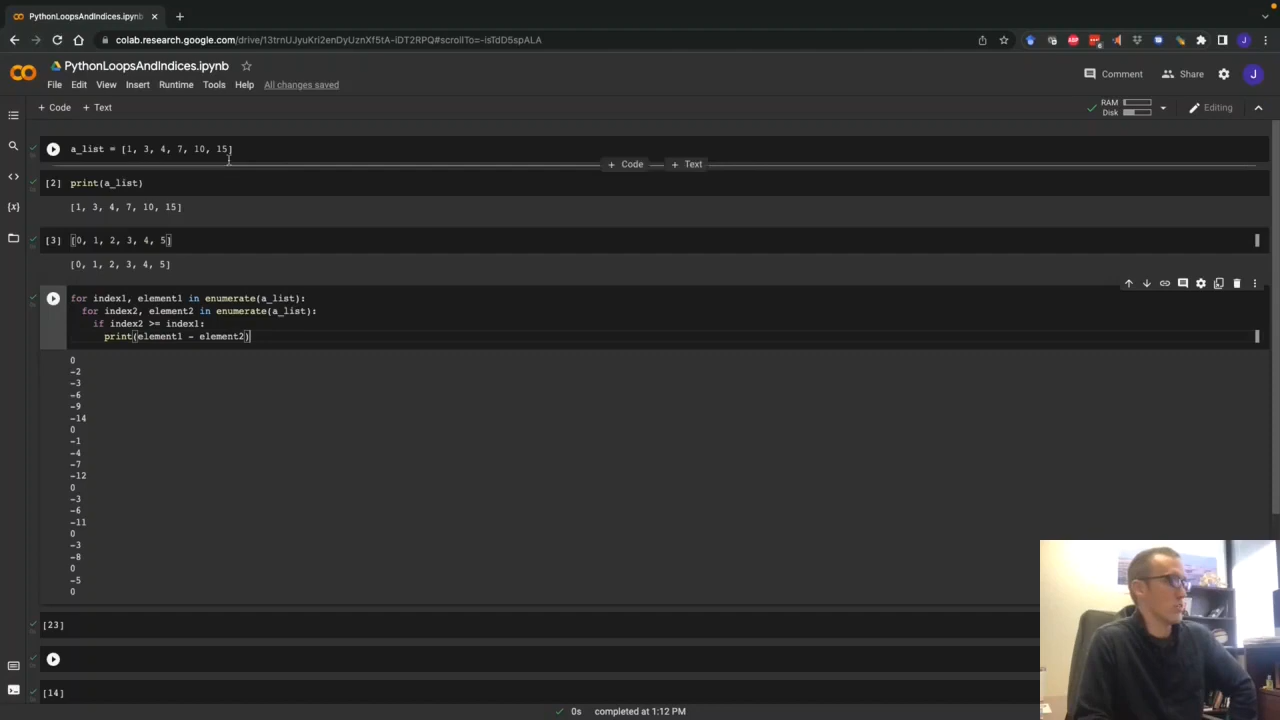 PythonLoopsAndIndices.ipynb
colab.research.google.com/drive/13trnUJyuKri2enDyUznXf5tA-iDT2RPQ#scrollTo=-isTdD5spALA
PythonLoopsAndIndices.ipynb
File Edit View Insert Runtime Tools Help All changes saved
Comment Share J
+ Code + Text
RAM
Disk
Editing
a_list = [1, 3, 4, 7, 10, 15]
+ Code + Text
[2] print(a_list)
[1, 3, 4, 7, 10, 15]
[3] [0, 1, 2, 3, 4, 5]
[0, 1, 2, 3, 4, 5]
for index1, element1 in enumerate(a_list):
for index2, element2 in enumerate(a_list):
if index2 >= index1:
print(element1 - element2)
0
-2
-3
-6
-9
-14
0
-1
-4
-7
-12
0
-3
-6
-11
0
-3
-8
0
-5
0
[23]
[14]
0s completed at 1:12 PM